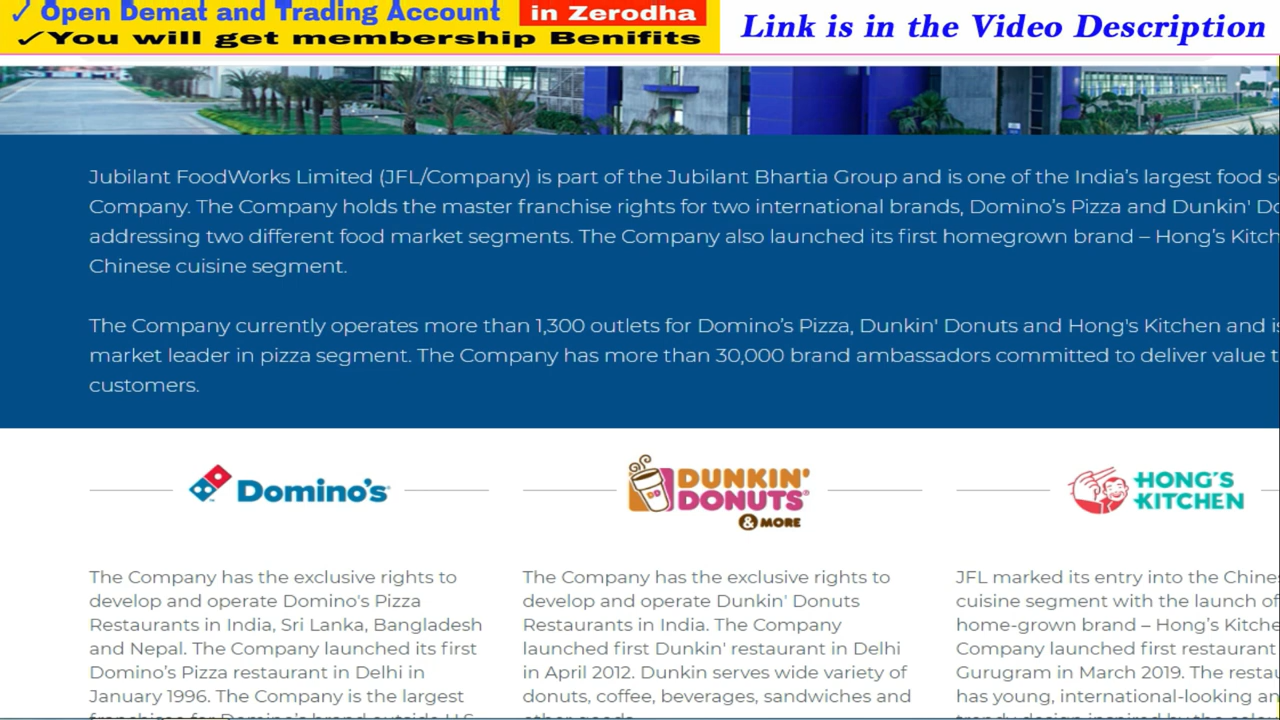 ✓ Open Demat and Trading Account in Zerodha
✓You will get membership Benifits
Link is in the Video Description
Jubilant FoodWorks Limited (JFL/Company) is part of the Jubilant Bhartia Group and is one of the India's largest food
Company. The Company holds the master franchise rights for two international brands, Domino's Pizza and Dunkin'
addressing two different food market segments. The Company also launched its first homegrown brand – Hong's
Chinese cuisine segment.
The Company currently operates more than 1,300 outlets for Domino's Pizza, Dunkin' Donuts and Hong's Kitchen and
market leader in pizza segment. The Company has more than 30,000 brand ambassadors committed to deliver value
customers.
Domino's
DUNKIN'
DONUTS
& MORE
HONG'S
KITCHEN
The Company has the exclusive rights to
develop and operate Domino's Pizza
Restaurants in India, Sri Lanka, Bangladesh
and Nepal. The Company launched its first
Domino's Pizza restaurant in Delhi in
January 1996. The Company is the largest
franchisee for Domino's brand outside U.S.
The Company has the exclusive rights to
develop and operate Dunkin' Donuts
Restaurants in India. The Company
launched first Dunkin' restaurant in Delhi
in April 2012. Dunkin serves wide variety of
donuts, coffee, beverages, sandwiches and
other goods.
JFL marked its entry into the
cuisine segment with the launch of
home-grown brand – Hong's
Company launched first restaurant
Gurugram in March 2019. The
has young, international-looking